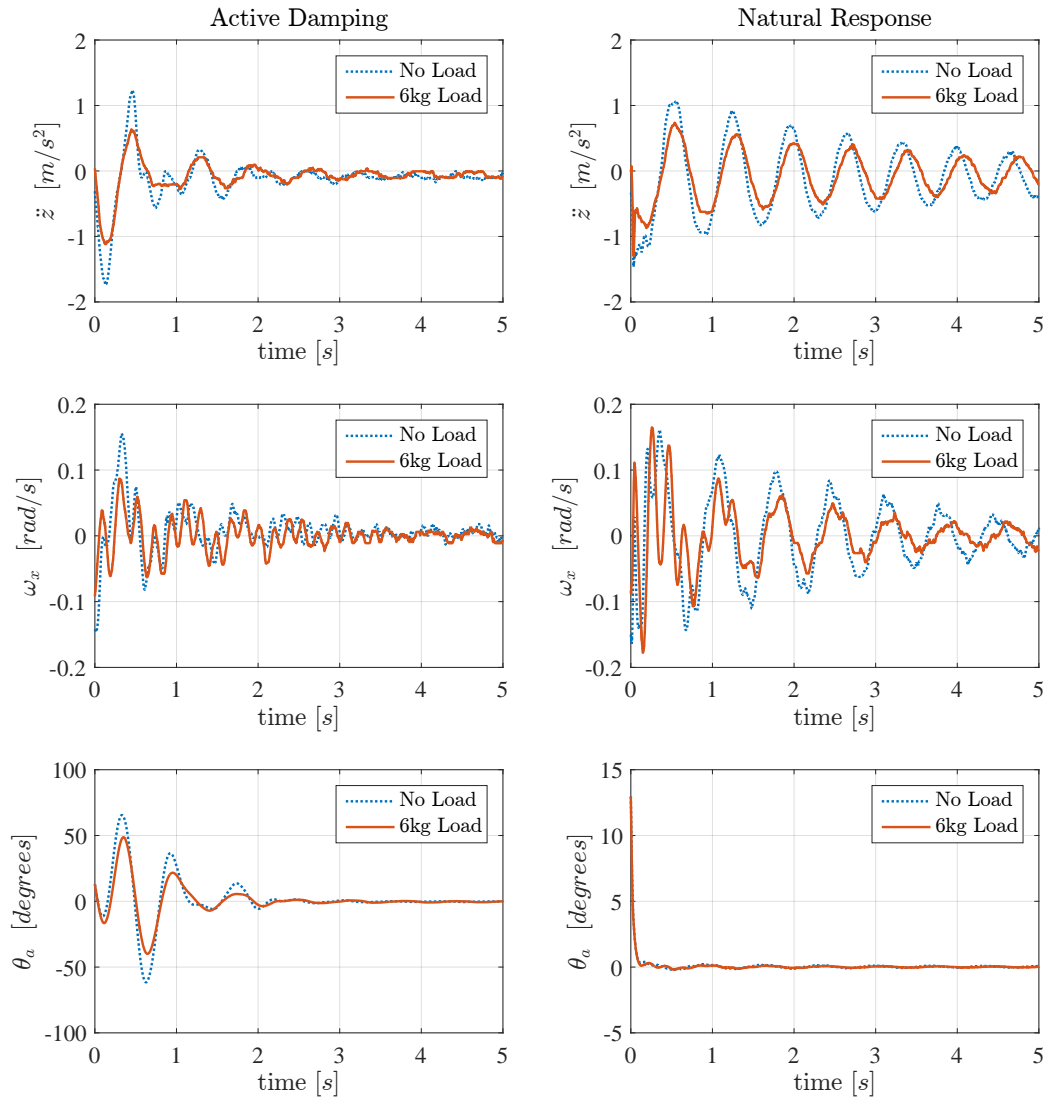 Active Damping
2
1
0
-1
-2
z̈ [m/s²]
No Load
6kg Load
0 1 2 3 4 5
time [s]
Natural Response
2
1
0
-1
-2
z̈ [m/s²]
No Load
6kg Load
0 1 2 3 4 5
time [s]
0.2
0.1
0
-0.1
-0.2
ωₓ [rad/s]
No Load
6kg Load
0 1 2 3 4 5
time [s]
0.2
0.1
0
-0.1
-0.2
ωₓ [rad/s]
No Load
6kg Load
0 1 2 3 4 5
time [s]
100
50
0
-50
-100
θₐ [degrees]
No Load
6kg Load
0 1 2 3 4 5
time [s]
15
10
5
0
-5
θₐ [degrees]
No Load
6kg Load
0 1 2 3 4 5
time [s]